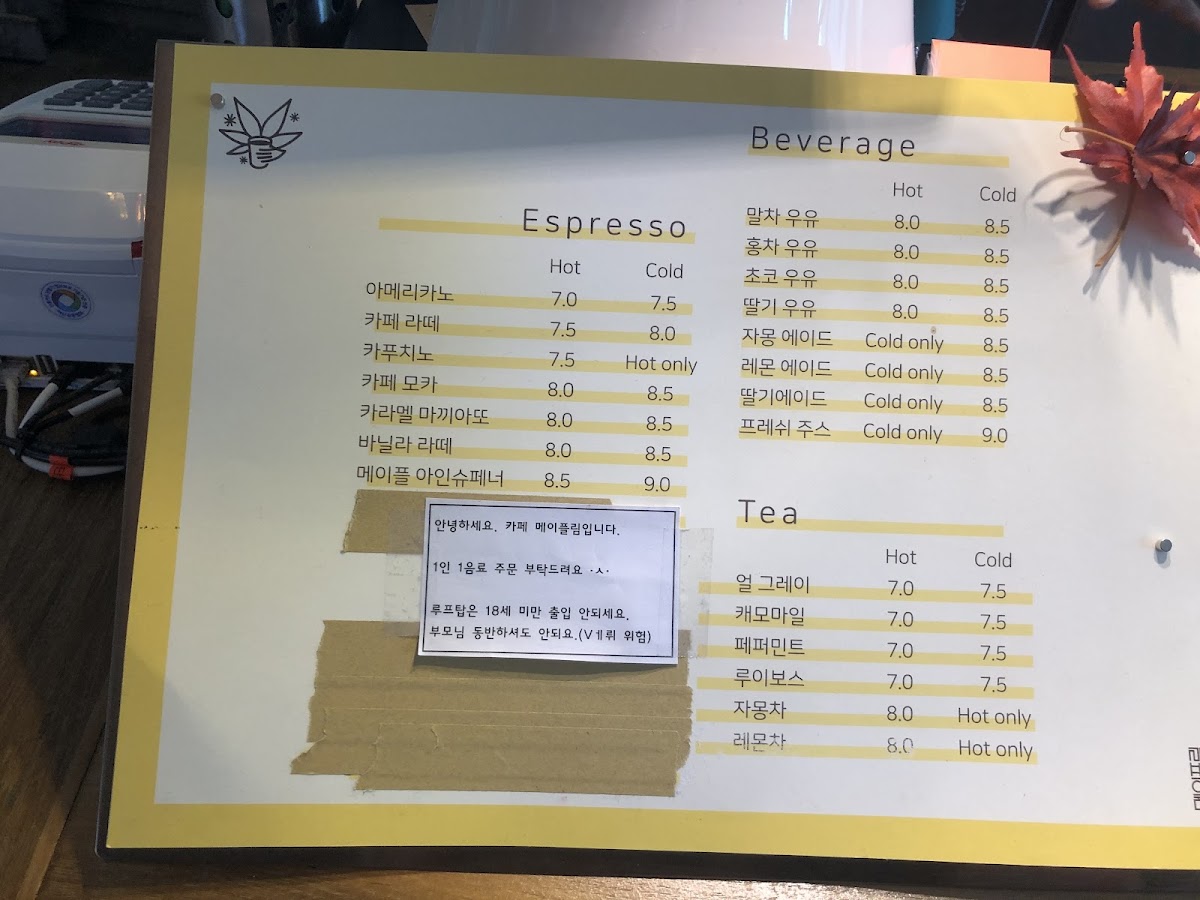 Espresso
Hot Cold
아메리카노 7.0 7.5
카페 라떼 7.5 8.0
카푸치노 7.5 Hot only
카페 모카 8.0 8.5
카라멜 마끼아또 8.0 8.5
바닐라 라떼 8.0 8.5
메이플 아인슈페너 8.5 9.0
안녕하세요. 카페 메이플림입니다.
1인 1음료 주문 부탁드려요 ·ㅅ·
루프탑은 18세 미만 출입 안되세요.
부모님 동반하셔도 안되요.(V네뤼 위험)
Beverage
Hot Cold
말차 우유 8.0 8.5
홍차 우유 8.0 8.5
초코 우유 8.0 8.5
딸기 우유 8.0 8.5
자몽 에이드 Cold only 8.5
레몬 에이드 Cold only 8.5
딸기에이드 Cold only 8.5
프레쉬 주스 Cold only 9.0
Tea
Hot Cold
얼 그레이 7.0 7.5
캐모마일 7.0 7.5
페퍼민트 7.0 7.5
루이보스 7.0 7.5
자몽차 8.0 Hot only
레몬차 8.0 Hot only